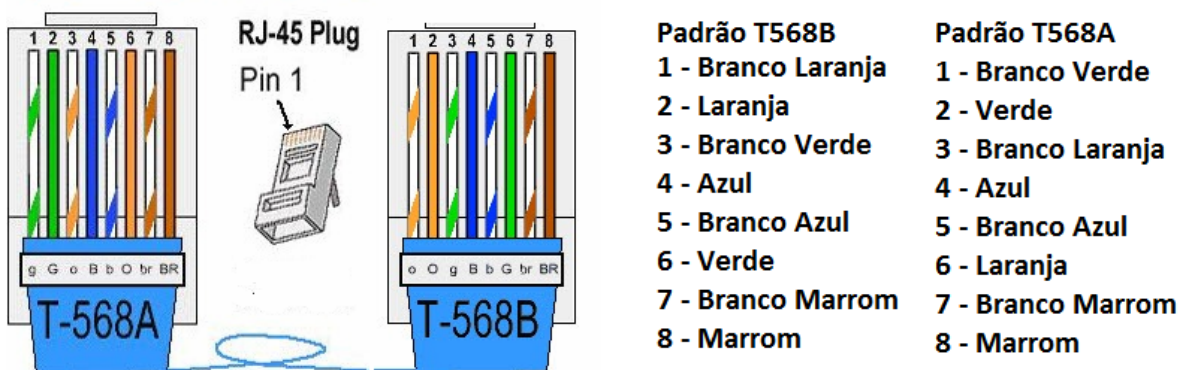 1 2 3 4 5 6 7 8
g G o B b O br BR
T-568A
RJ-45 Plug
Pin 1
1 2 3 4 5 6 7 8
o O g B b G br BR
T-568B
Padrão T568B
1 - Branco Laranja
2 - Laranja
3 - Branco Verde
4 - Azul
5 - Branco Azul
6 - Verde
7 - Branco Marrom
8 - Marrom
Padrão T568A
1 - Branco Verde
2 - Verde
3 - Branco Laranja
4 - Azul
5 - Branco Azul
6 - Laranja
7 - Branco Marrom
8 - Marrom